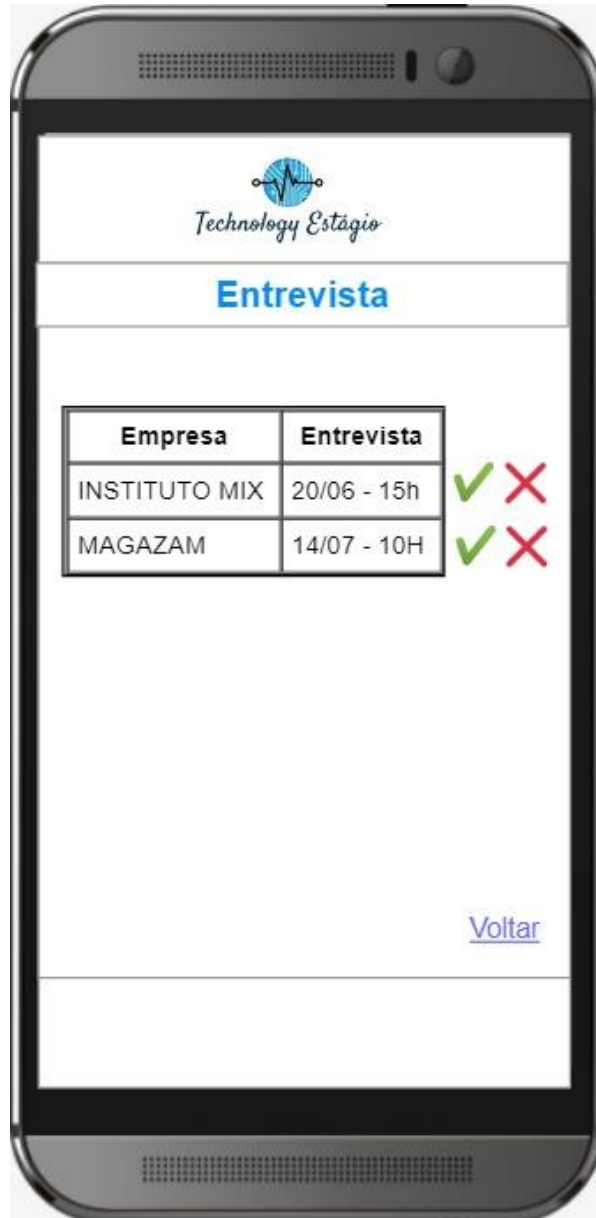 Technology Estágio
Entrevista
Empresa Entrevista
INSTITUTO MIX 20/06 - 15h
MAGAZAM 14/07 - 10H
Voltar